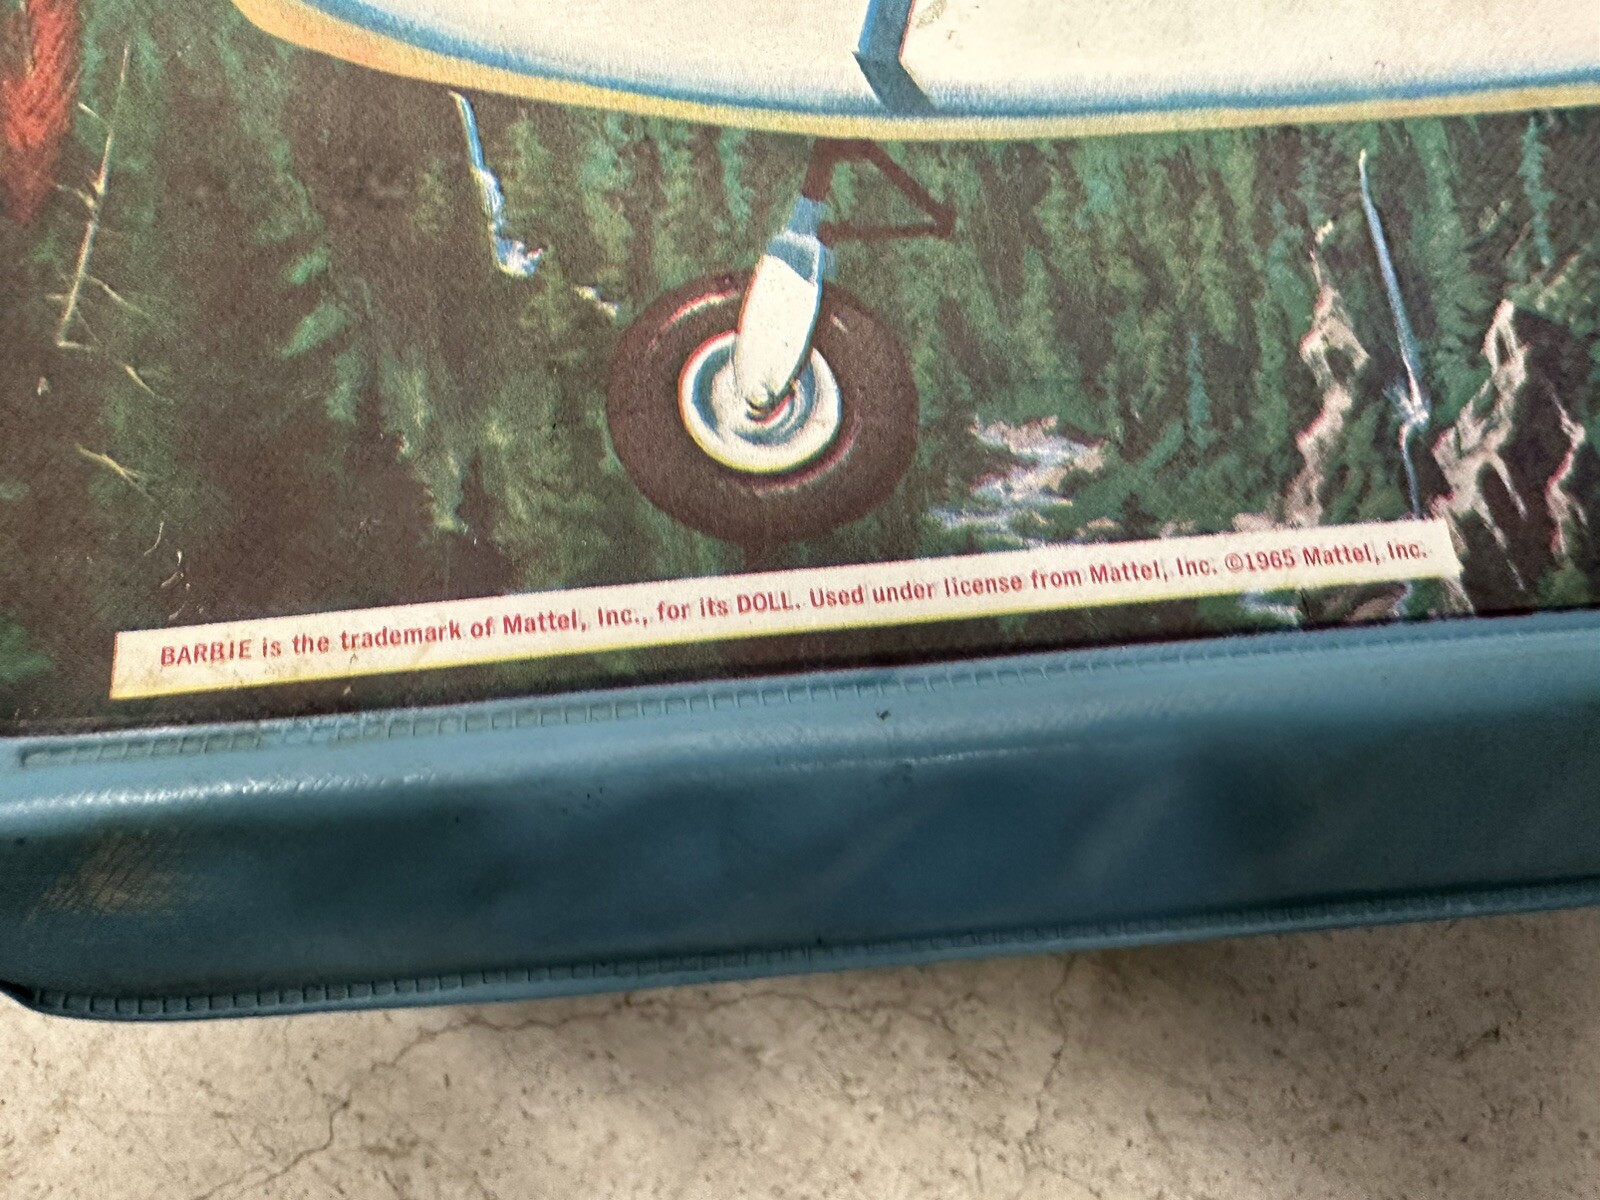 BARBIE is the trademark of Mattel, Inc., for its DOLL. Used under license from Mattel, Inc. ©1965 Mattel, Inc.